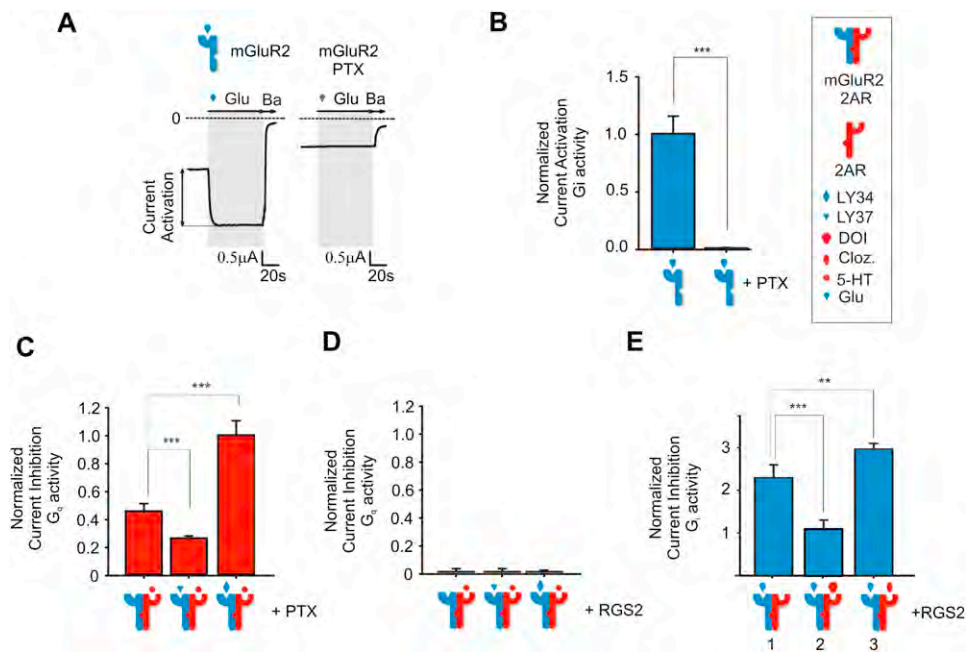 A
mGluR2
mGluR2
PTX
Glu Ba
Glu Ba
0
Current
Activation
0.5µA
20s
0.5µA
20s
B
***
1.5
1.0
0.5
0.0
Normalized
Current Activation
Gi activity
+ PTX
mGluR2
2AR
2AR
LY34
LY37
DOI
Cloz.
5-HT
Glu
C
***
***
1.2
1.0
0.8
0.6
0.4
0.2
0
Normalized
Current Inhibition
Gq activity
+ PTX
D
1.2
1.0
0.8
0.6
0.4
0.2
0
Normalized
Current Inhibition
Gq activity
+ RGS2
E
**
***
3
2
1
Normalized
Current Inhibition
Gi activity
+RGS2
1 2 3